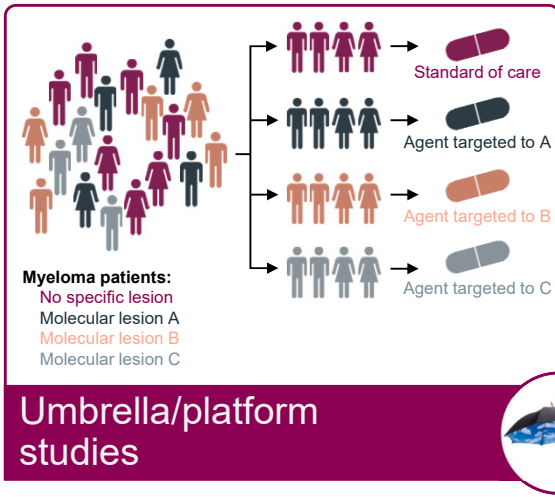 Standard of care
Agent targeted to A
Agent targeted to B
Agent targeted to C
Myeloma patients:
No specific lesion
Molecular lesion A
Molecular lesion B
Molecular lesion C
Umbrella/platform
studies